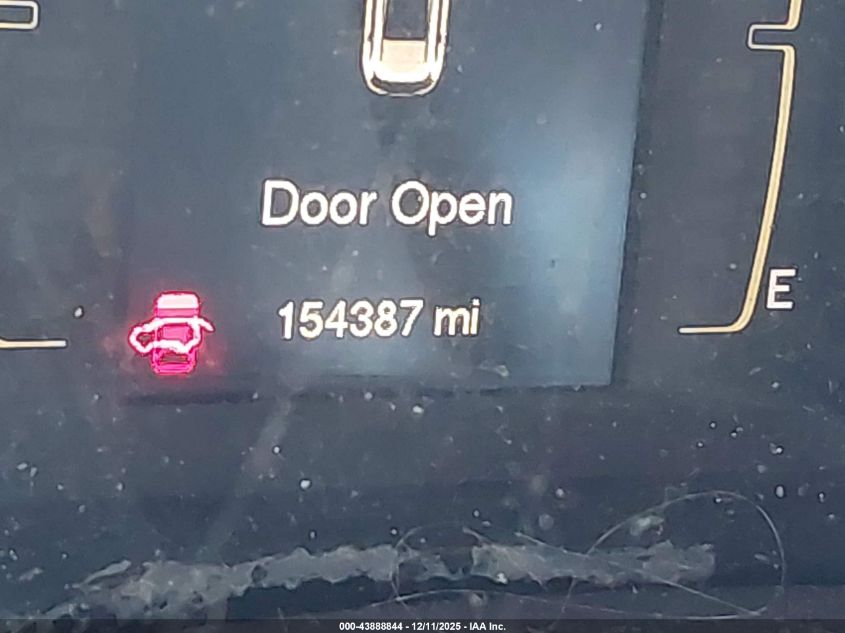 Door Open
154387 mi
E
000-43888844 - 12/11/2025 - IAA Inc.